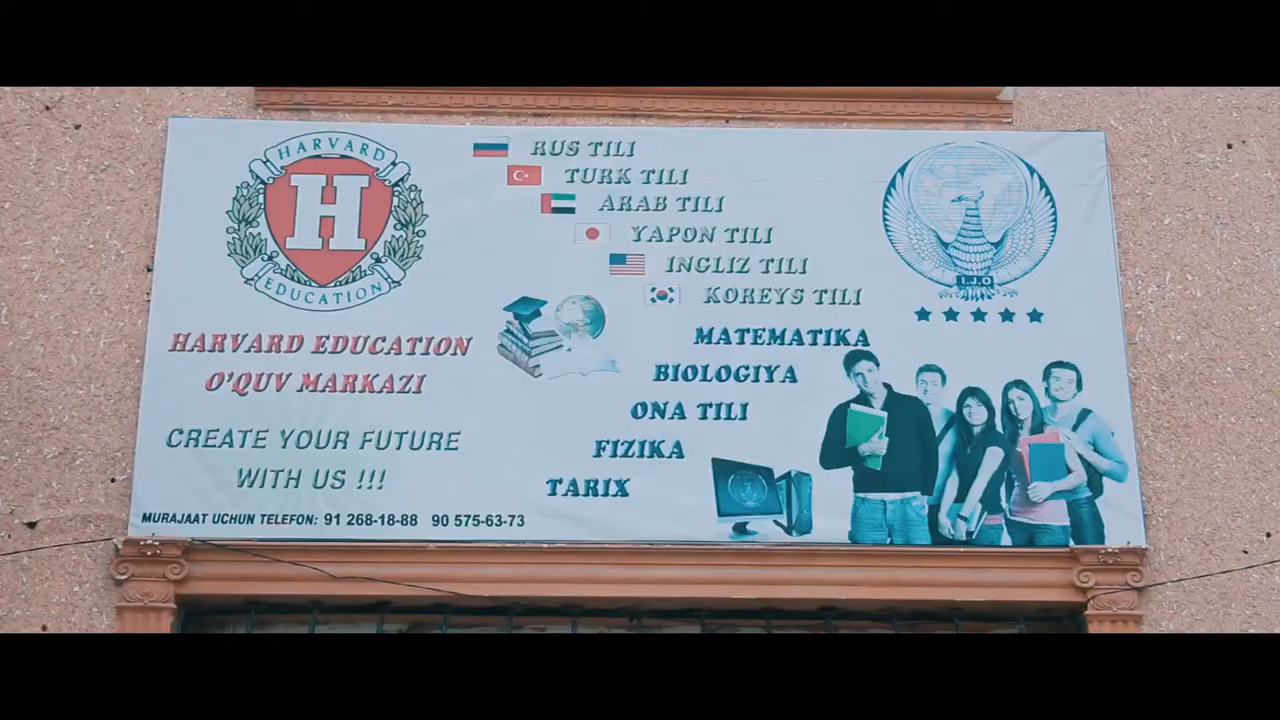 HARVARD
H
EDUCATION
HARVARD EDUCATION
O'QUV MARKAZI
CREATE YOUR FUTURE
WITH US !!!
MURAJAAT UCHUN TELEFON: 91 268-18-88 90 575-63-73
RUS TILI
TURK TILI
ARAB TILI
YAPON TILI
INGLIZ TILI
KOREYS TILI
MATEMATIKA
BIOLOGIYA
ONA TILI
FIZIKA
TARIX
I.J.O